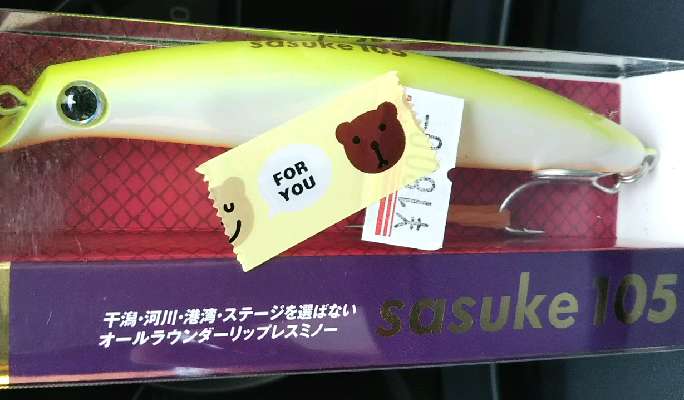 sasuke 105
FOR
YOU
干潟・河川・港湾・ステージを選ばない
オールラウンダーリップレスミノー
sasuke 105